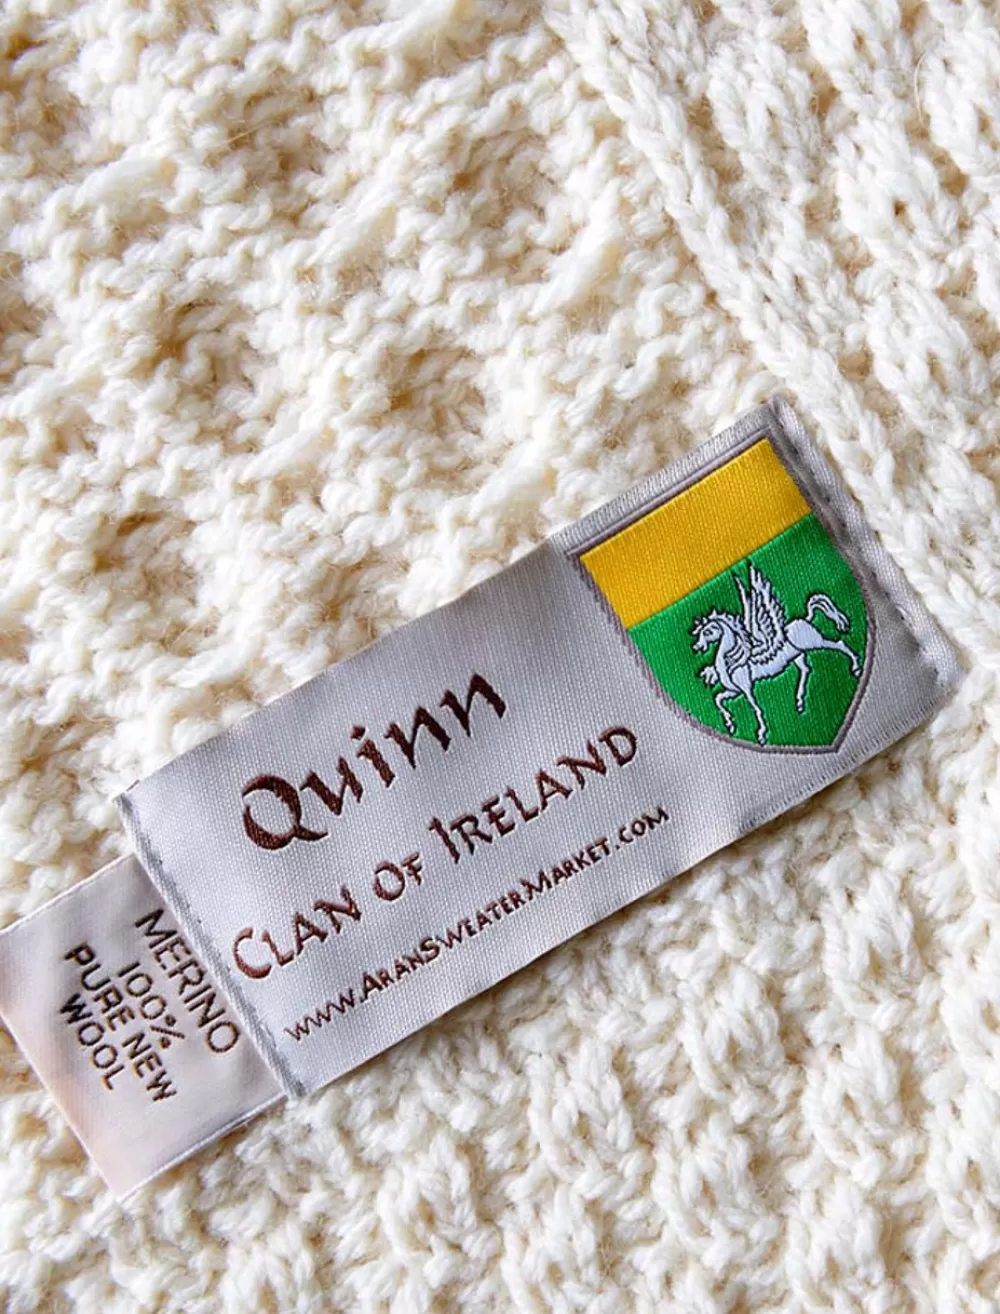 Quinn
CLAN OF IRELAND
WWW.ARANSWEATERMARKET.COM
MERINO
100%
PURE NEW
WOOL